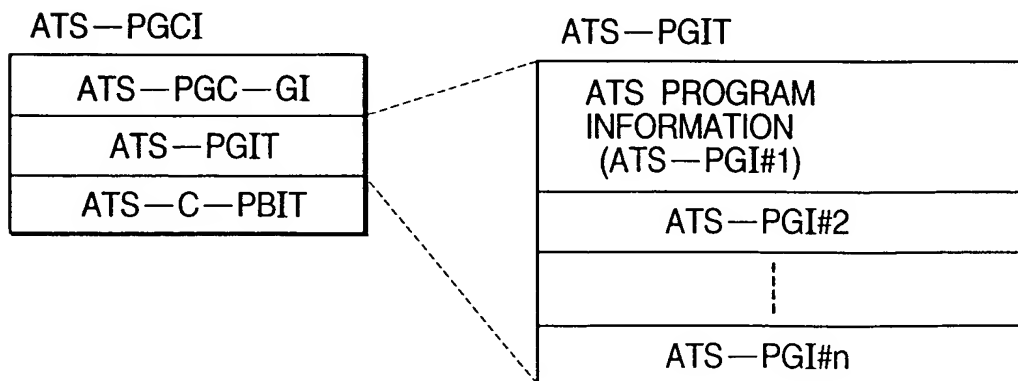 ATS—PGCI
ATS—PGC—GI
ATS—PGIT
ATS—C—PBIT
ATS—PGIT
ATS PROGRAM
INFORMATION
(ATS—PGI#1)
ATS—PGI#2
ATS—PGI#n